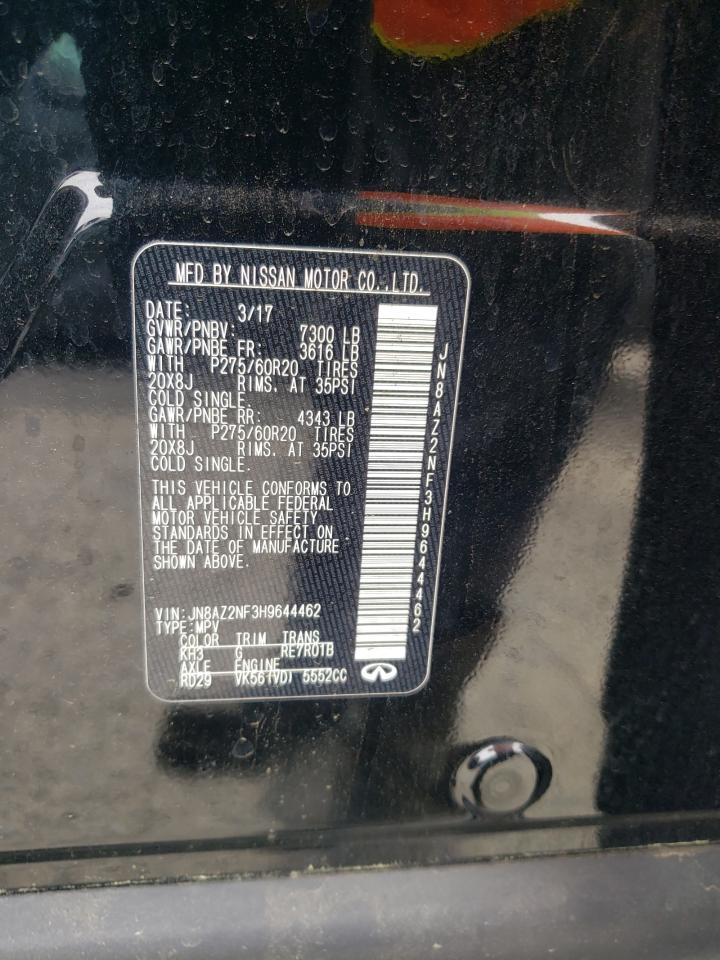 MFD BY NISSAN MOTOR CO.,LTD.
DATE: 3/17
GVWR/PNBV: 7300 LB
GAWR/PNBE FR: 3616 LB
WITH P275/60R20 TIRES
20X8J RIMS. AT 35PSI
COLD SINGLE.
GAWR/PNBE RR: 4343 LB
WITH P275/60R20 TIRES
20X8J RIMS. AT 35PSI
COLD SINGLE.
THIS VEHICLE CONFORMS TO
ALL APPLICABLE FEDERAL
MOTOR VEHICLE SAFETY
STANDARDS IN EFFECT ON
THE DATE OF MANUFACTURE
SHOWN ABOVE.
VIN:JN8AZ2NF3H9644462
TYPE:MPV
COLOR TRIM TRANS
KH3 G RE7R01B
AXLE ENGINE
RD29 VK56(VD) 5552CC
JN8AZ2NF3H9644462